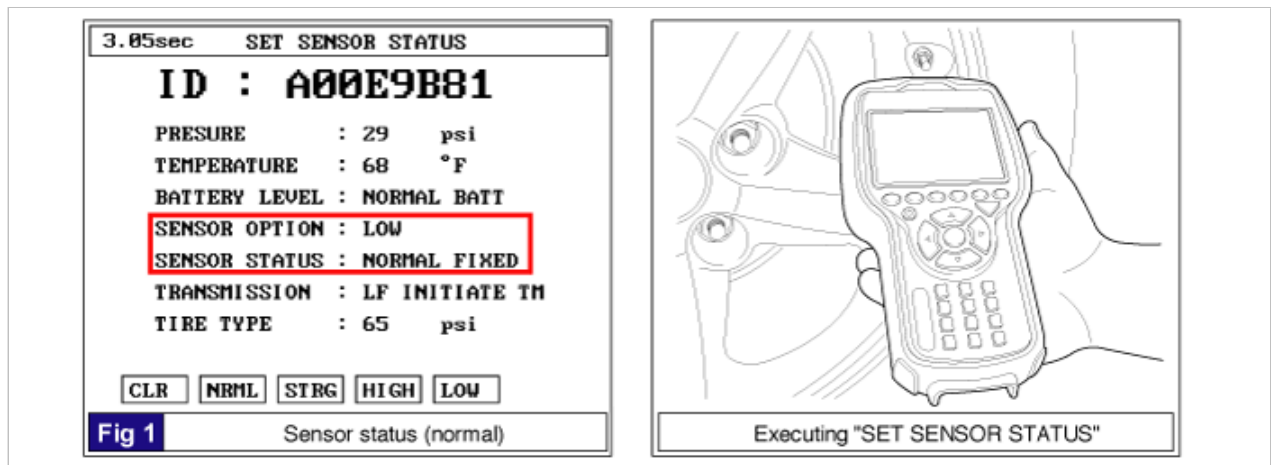 3.05sec SET SENSOR STATUS
ID : A00E9B81
PRESURE : 29 psi
TEMPERATURE : 68 °F
BATTERY LEVEL : NORMAL BATT
SENSOR OPTION : LOW
SENSOR STATUS : NORMAL FIXED
TRANSMISSION : LF INITIATE TM
TIRE TYPE : 65 psi
CLR NRML STRG HIGH LOW
Fig 1 Sensor status (normal)
Executing "SET SENSOR STATUS"